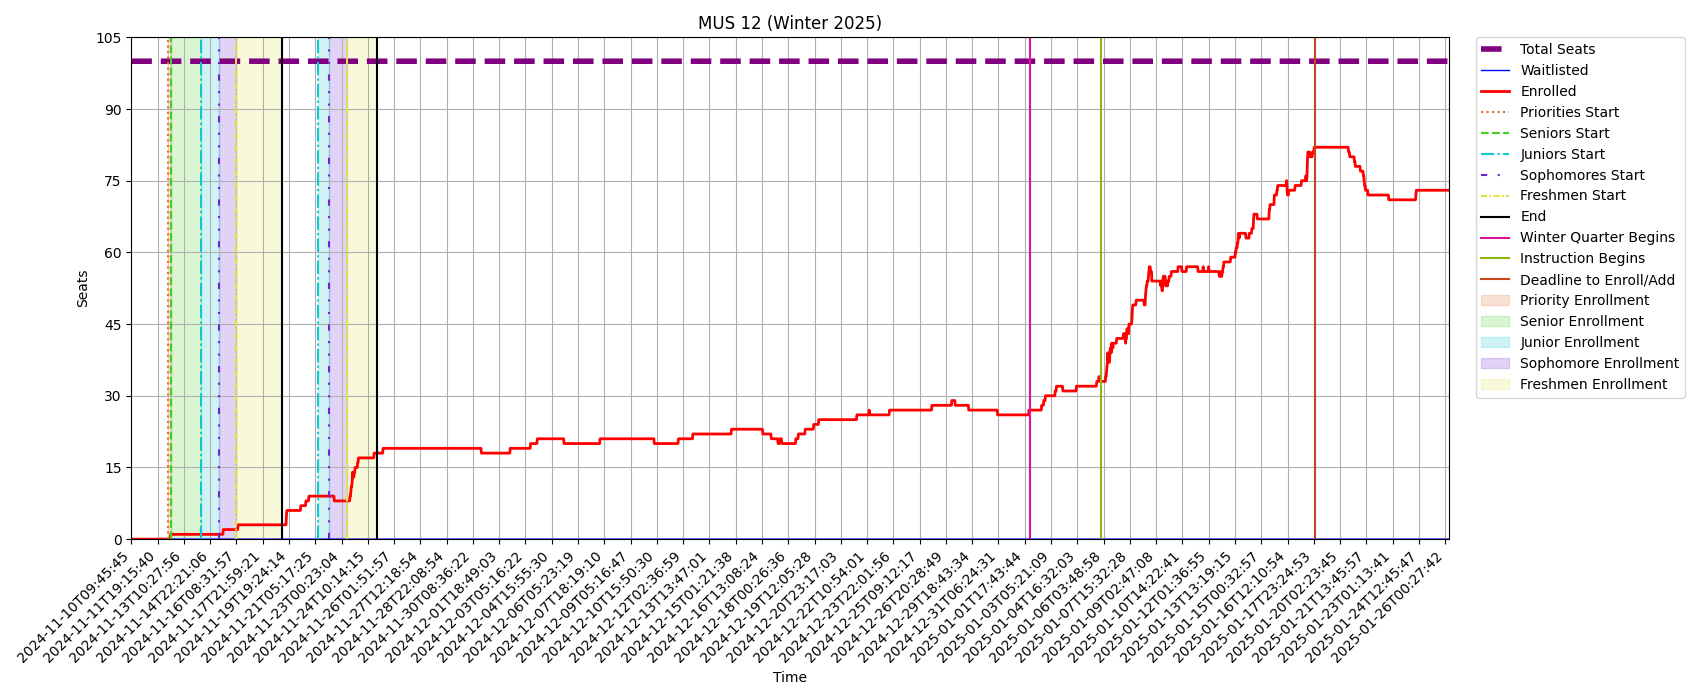 MUS 12 (Winter 2025)
105
90
75
60
45
30
15
0
Seats
2024-11-10T09:45:45
2024-11-11T19:15:40
2024-11-13T10:27:56
2024-11-14T22:21:06
2024-11-16T08:31:57
2024-11-17T21:59:21
2024-11-19T19:24:14
2024-11-21T05:17:25
2024-11-23T00:23:04
2024-11-24T10:14:15
2024-11-26T01:51:57
2024-11-27T12:18:54
2024-11-28T22:08:54
2024-11-30T08:36:22
2024-12-01T18:49:03
2024-12-03T05:16:22
2024-12-04T14:55:30
2024-12-06T05:23:19
2024-12-07T18:19:10
2024-12-09T05:16:47
2024-12-10T15:50:30
2024-12-12T02:36:59
2024-12-13T13:47:01
2024-12-15T01:21:38
2024-12-16T13:08:24
2024-12-18T00:26:36
2024-12-19T12:05:28
2024-12-20T23:17:03
2024-12-22T10:54:01
2024-12-23T22:01:56
2024-12-25T09:12:17
2024-12-26T20:28:49
2024-12-29T18:43:34
2024-12-31T06:24:31
2025-01-01T17:43:44
2025-01-03T05:21:09
2025-01-04T16:32:03
2025-01-06T03:48:58
2025-01-07T15:32:28
2025-01-09T02:47:08
2025-01-10T14:22:41
2025-01-12T01:36:55
2025-01-13T13:19:15
2025-01-15T00:32:57
2025-01-16T12:10:54
2025-01-17T23:24:53
2025-01-20T02:23:45
2025-01-21T13:45:57
2025-01-23T01:13:41
2025-01-24T12:45:47
2025-01-26T00:27:42
Time
Total Seats
Waitlisted
Enrolled
Priorities Start
Seniors Start
Juniors Start
Sophomores Start
Freshmen Start
End
Winter Quarter Begins
Instruction Begins
Deadline to Enroll/Add
Priority Enrollment
Senior Enrollment
Junior Enrollment
Sophomore Enrollment
Freshmen Enrollment